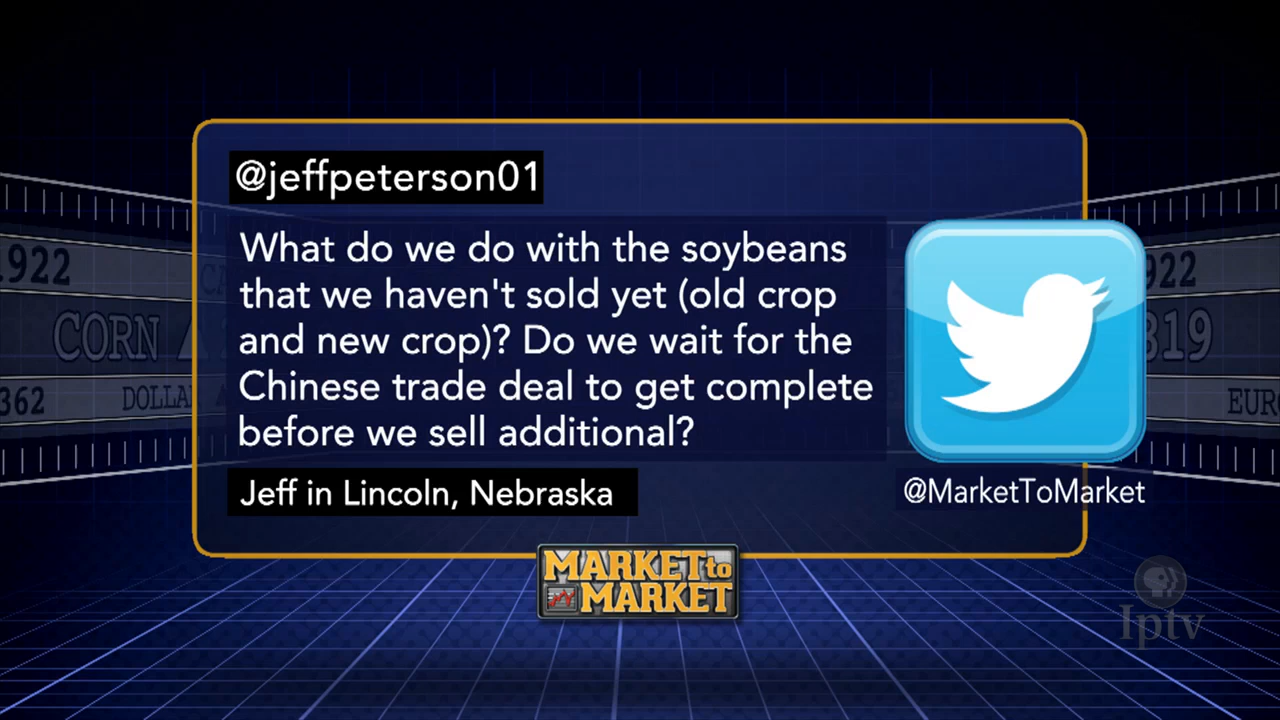 @jeffpeterson01
What do we do with the soybeans
that we haven't sold yet (old crop
and new crop)? Do we wait for the
Chinese trade deal to get complete
before we sell additional?
Jeff in Lincoln, Nebraska
@MarketToMarket
.922
CORN
362
DOLLA
922
319
EUR
MARKET to
MARKET
Iptv